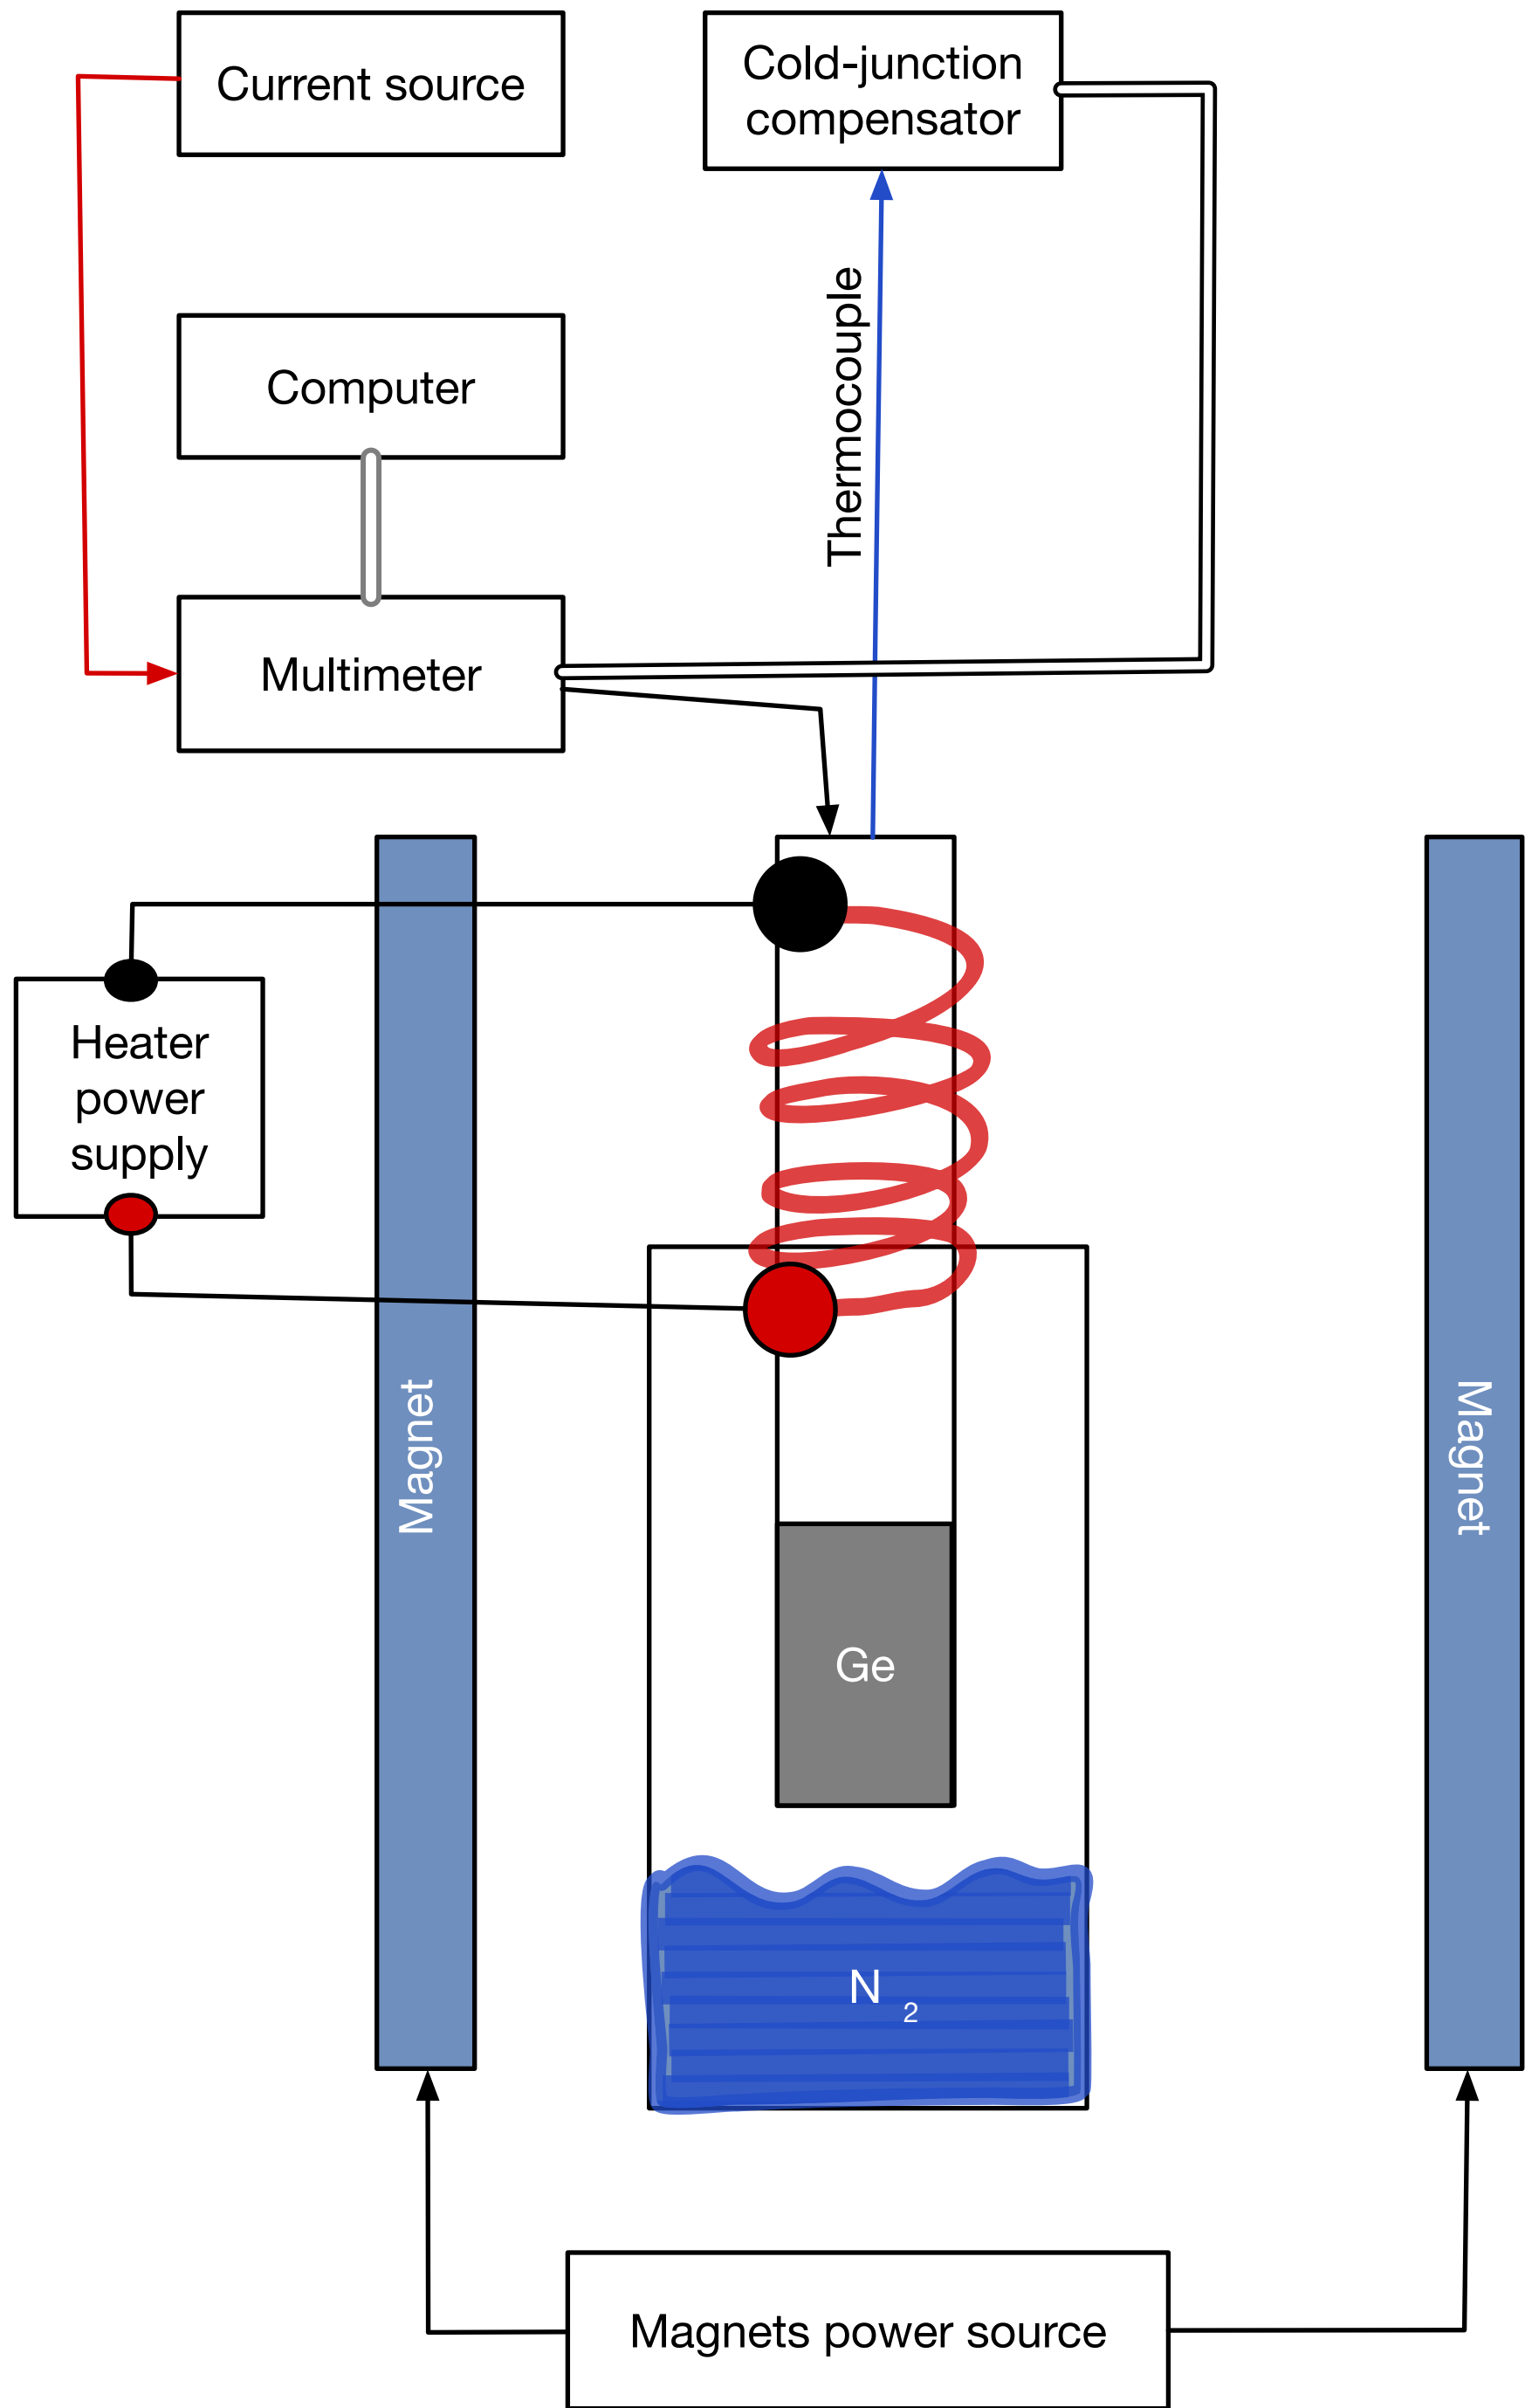 Current source
Cold-junction
compensator
Thermocouple
Computer
Multimeter
Heater
power
supply
Magnet
Magnet
Ge
N 2
Magnets power source